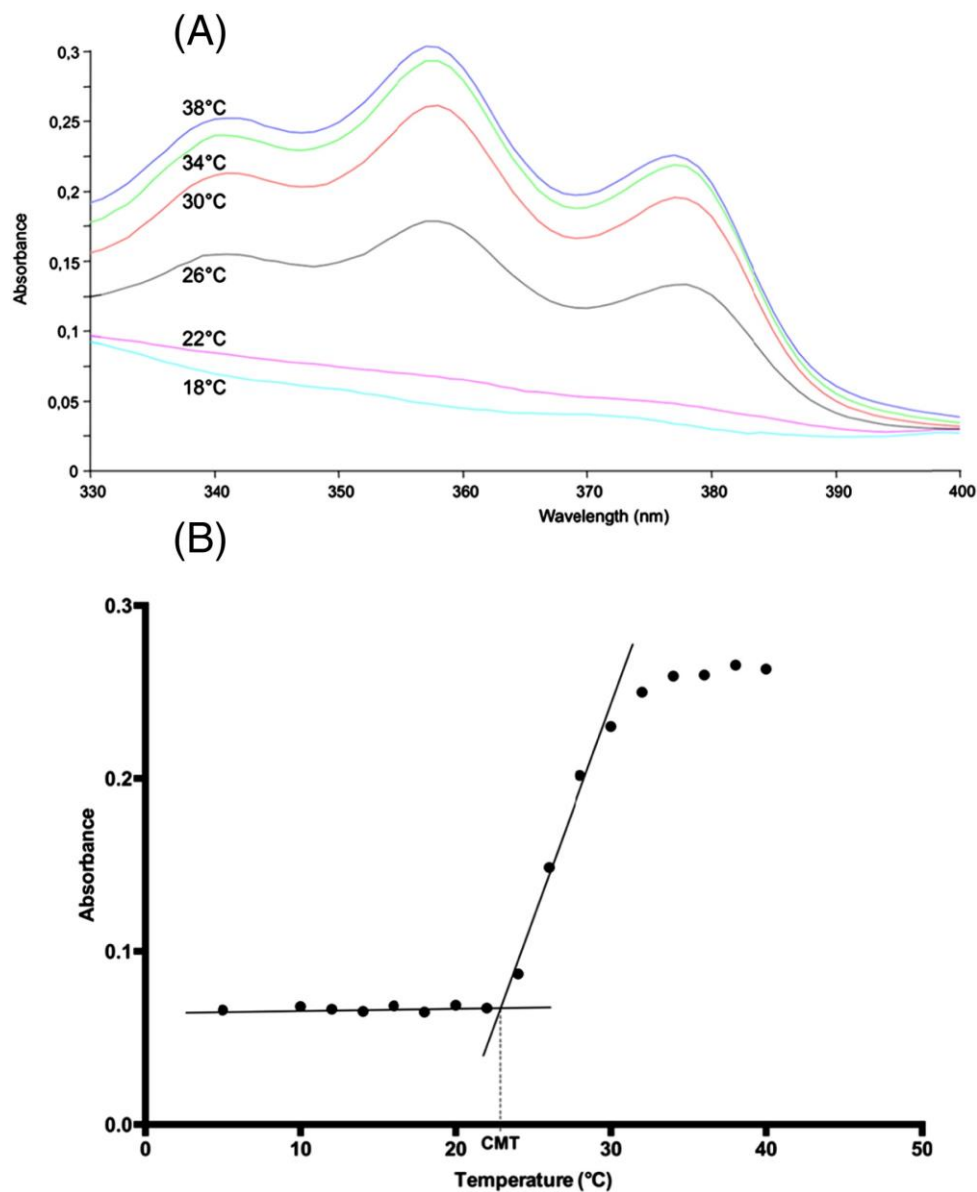 (A)
0,3
0,25
0,2
0,15
0,1
0,05
0
Absorbance
38°C
34°C
30°C
26°C
22°C
18°C
330 340 350 360 370 380 390 400
Wavelength (nm)
(B)
0.3
0.2
0.1
0.0
Absorbance
0 10 20 CMT 30 40 50
Temperature (°C)